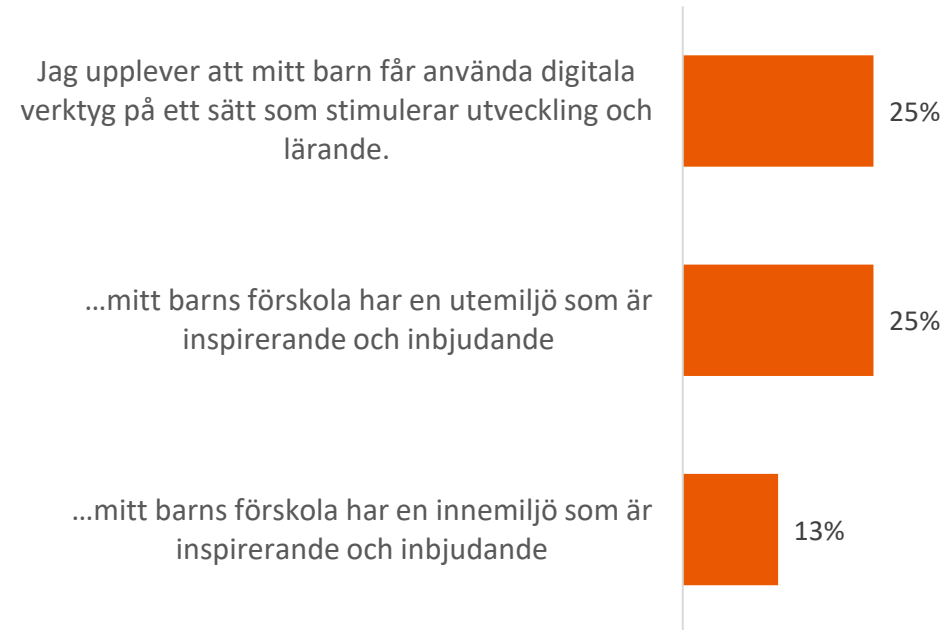 Jag upplever att mitt barn får använda digitala
verktyg på ett sätt som stimulerar utveckling och
lärande.
25%
…mitt barns förskola har en utemiljö som är
inspirerande och inbjudande
25%
…mitt barns förskola har en innemiljö som är
inspirerande och inbjudande
13%